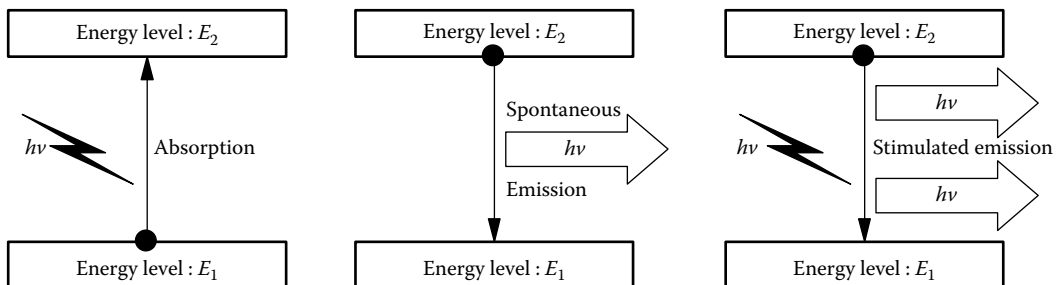 Energy level : E₂
hν
Absorption
Energy level : E₁
Energy level : E₂
Spontaneous
hν
Emission
Energy level : E₁
Energy level : E₂
hν
hν
Stimulated emission
hν
Energy level : E₁